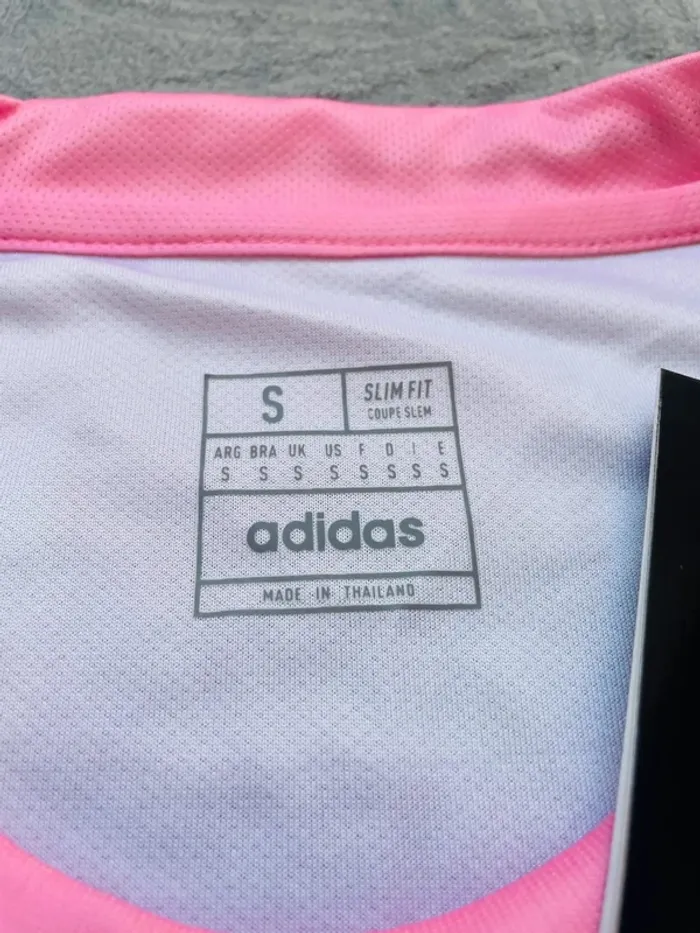 S
SLIM FIT
COUPE SLEM
ARG BRA UK US F D I E
S S S S S S S S
adidas
MADE IN THAILAND